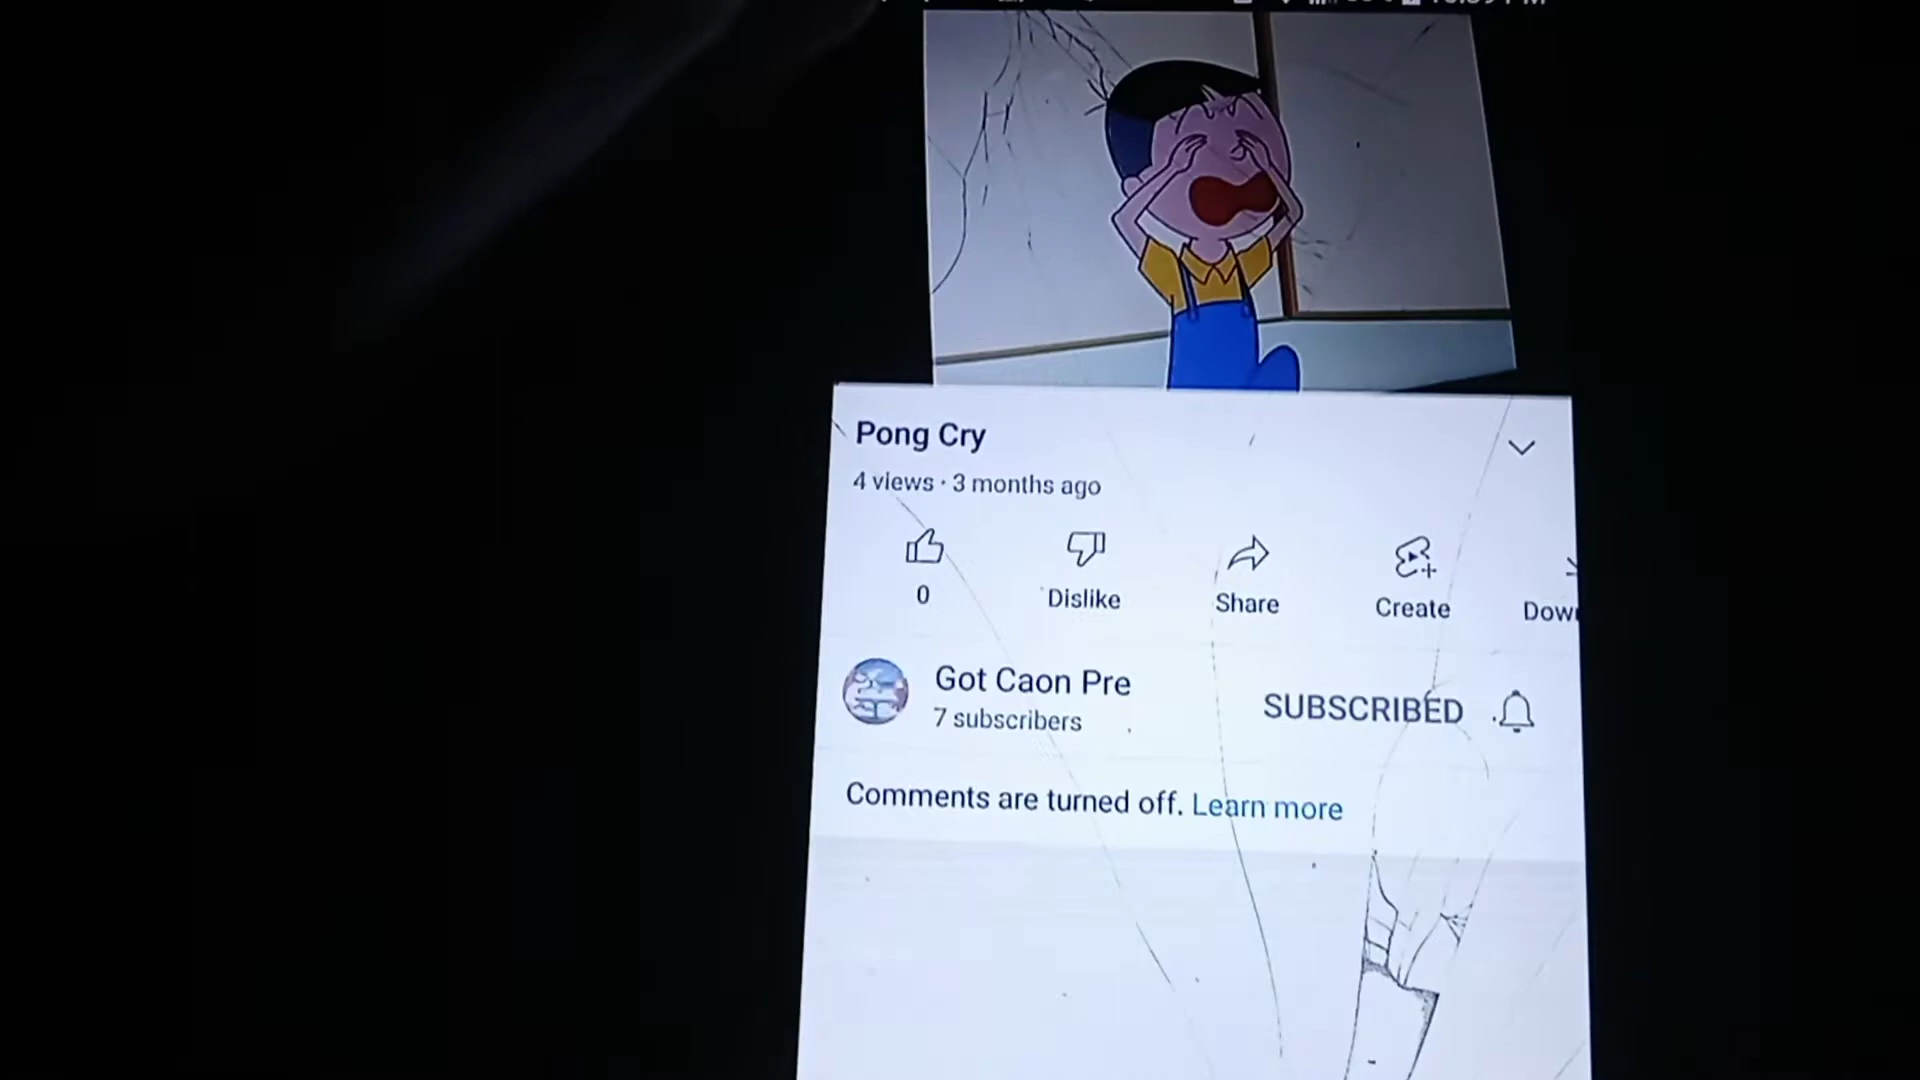 Pong Cry
4 views · 3 months ago
0
Dislike
Share
Create
Down
Got Caon Pre
7 subscribers
SUBSCRIBED
Comments are turned off. Learn more